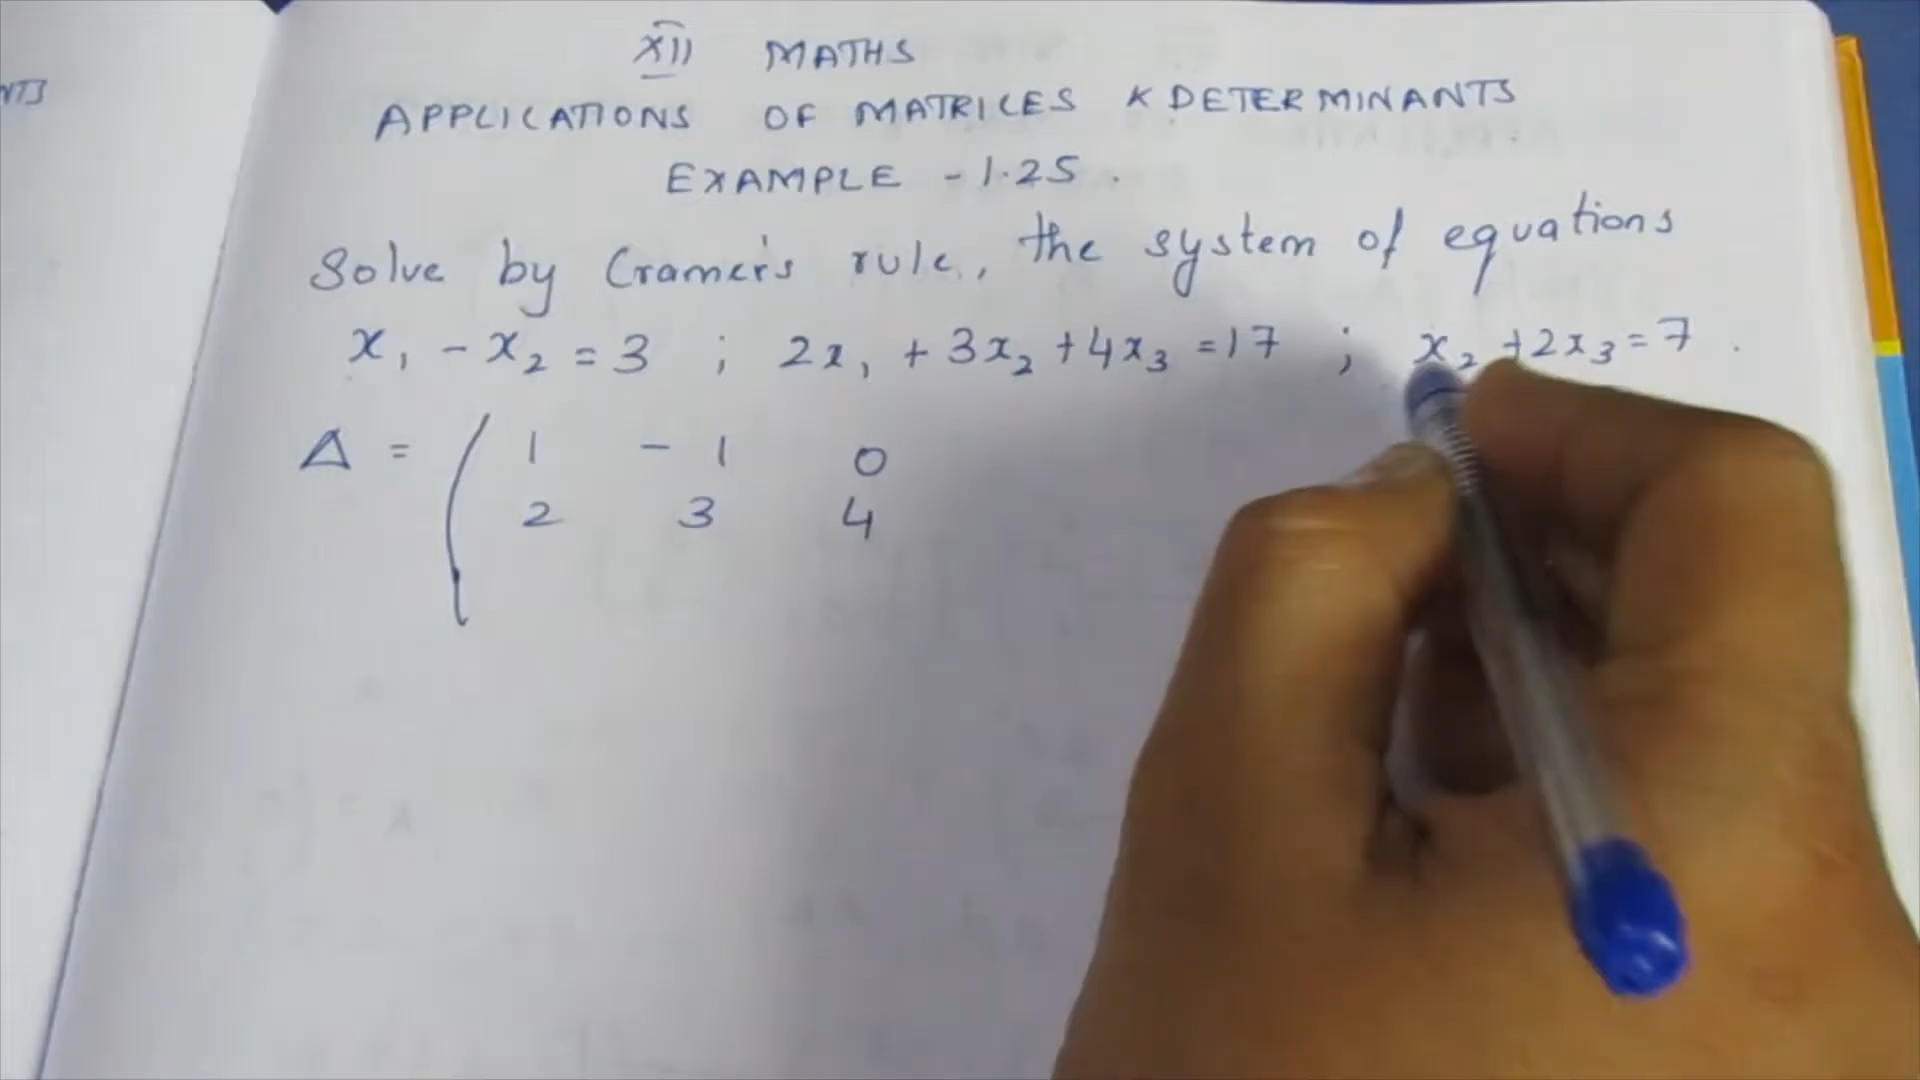 NTS
XII MATHS
APPLICATIONS OF MATRICES & DETERMINANTS
EXAMPLE - 1.25.
Solve by Cramer's rule, the system of equations
x₁ - x₂ = 3 ; 2x₁ + 3x₂ + 4x₃ = 17 ; x₂ + 2x₃ = 7 .
Δ = ( 1 - 1 0
2 3 4